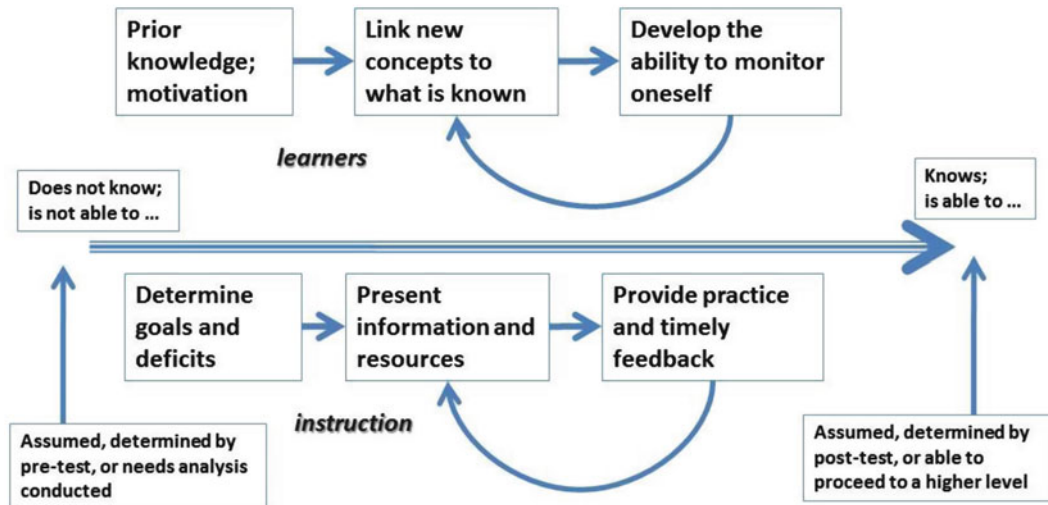 Prior
knowledge;
motivation
Link new
concepts to
what is known
Develop the
ability to monitor
oneself
learners
Does not know;
is not able to ...
Knows;
is able to ...
Determine
goals and
deficits
Present
information and
resources
Provide practice
and timely
feedback
instruction
Assumed, determined by
pre-test, or needs analysis
conducted
Assumed, determined by
post-test, or able to
proceed to a higher level